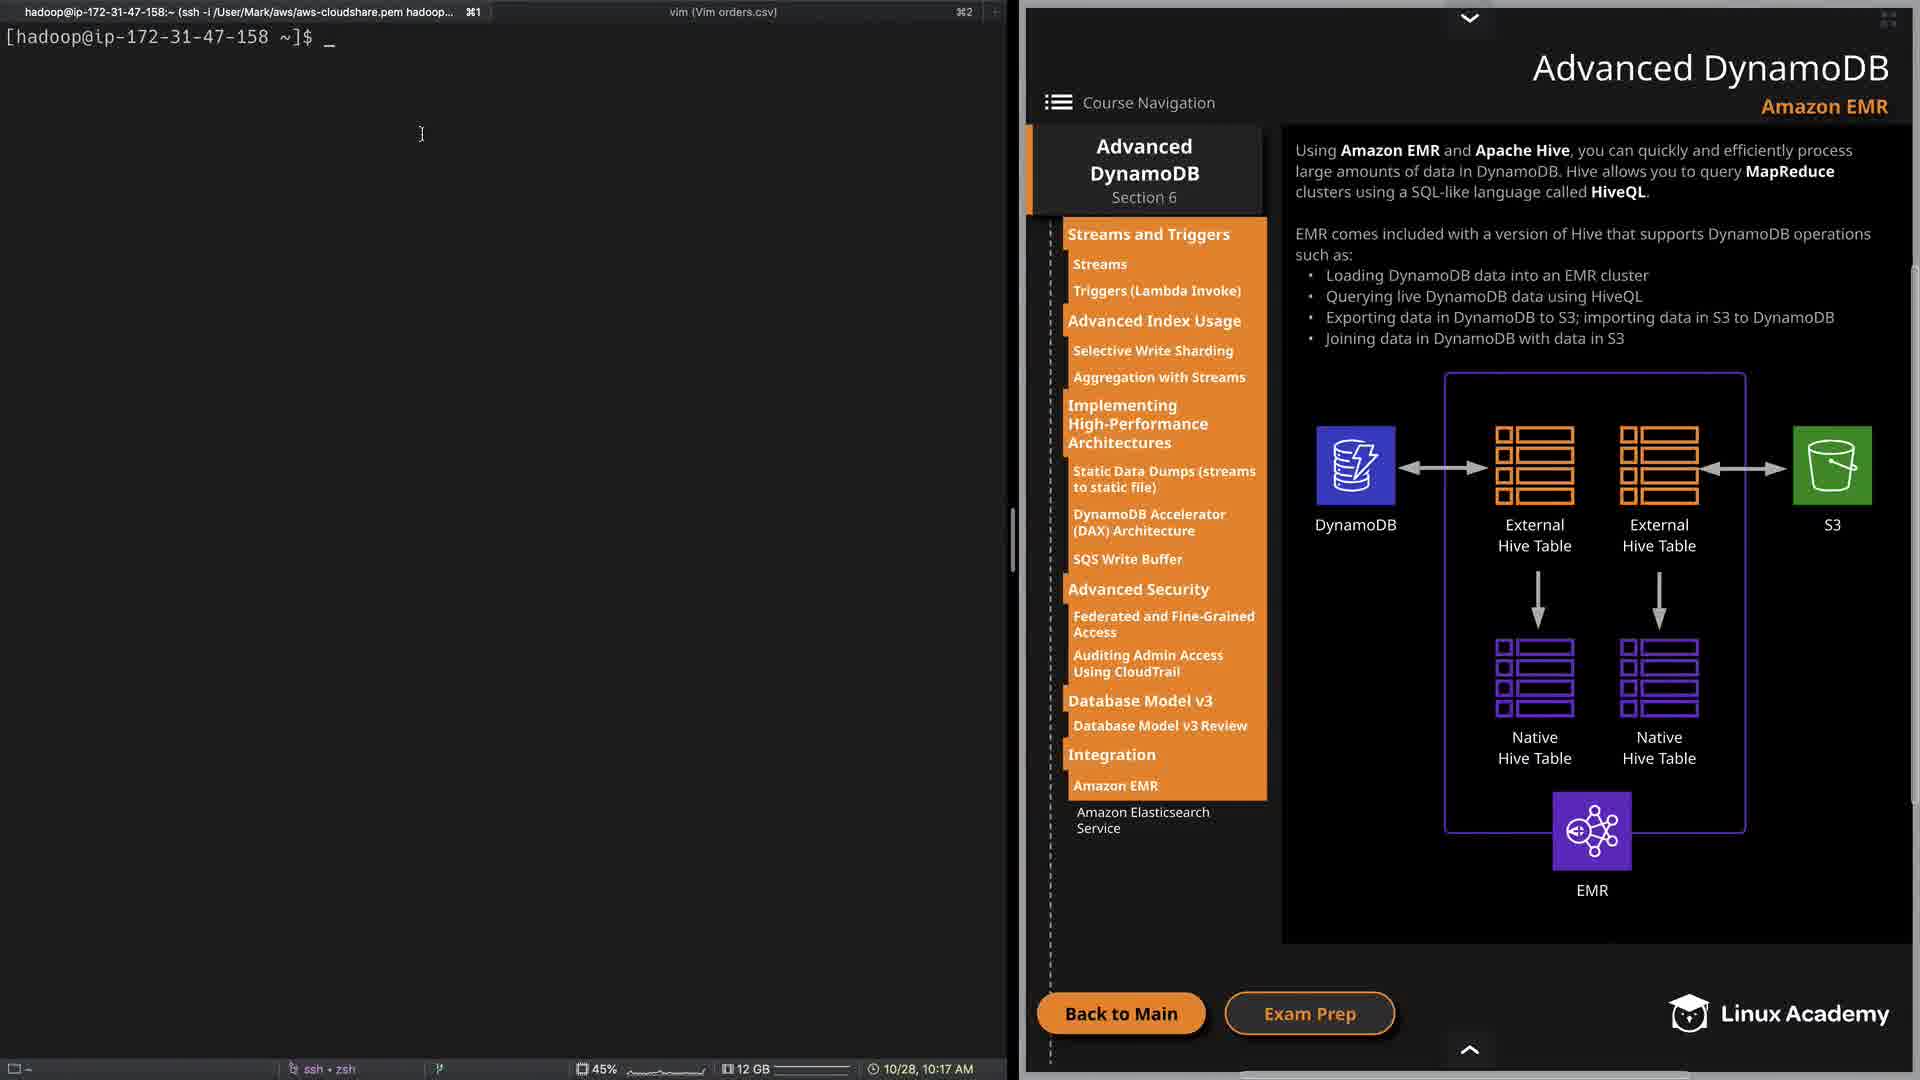 hadoop@ip-172-31-47-158:~ (ssh -i /User/Mark/aws/aws-cloudshare.pem hadoop... ⌘1
vim (Vim orders.csv) ⌘2
[hadoop@ip-172-31-47-158 ~]$ _
Advanced DynamoDB
Course Navigation
Amazon EMR
Advanced
DynamoDB
Section 6
Streams and Triggers
Streams
Triggers (Lambda Invoke)
Advanced Index Usage
Selective Write Sharding
Aggregation with Streams
Implementing
High-Performance
Architectures
Static Data Dumps (streams
to static file)
DynamoDB Accelerator
(DAX) Architecture
SQS Write Buffer
Advanced Security
Federated and Fine-Grained
Access
Auditing Admin Access
Using CloudTrail
Database Model v3
Database Model v3 Review
Integration
Amazon EMR
Amazon Elasticsearch
Service
Using Amazon EMR and Apache Hive, you can quickly and efficiently process
large amounts of data in DynamoDB. Hive allows you to query MapReduce
clusters using a SQL-like language called HiveQL.
EMR comes included with a version of Hive that supports DynamoDB operations
such as:
• Loading DynamoDB data into an EMR cluster
• Querying live DynamoDB data using HiveQL
• Exporting data in DynamoDB to S3; importing data in S3 to DynamoDB
• Joining data in DynamoDB with data in S3
DynamoDB
External
Hive Table
External
Hive Table
S3
Native
Hive Table
Native
Hive Table
EMR
Back to Main
Exam Prep
Linux Academy
~
ssh • zsh
45%
12 GB
10/28, 10:17 AM